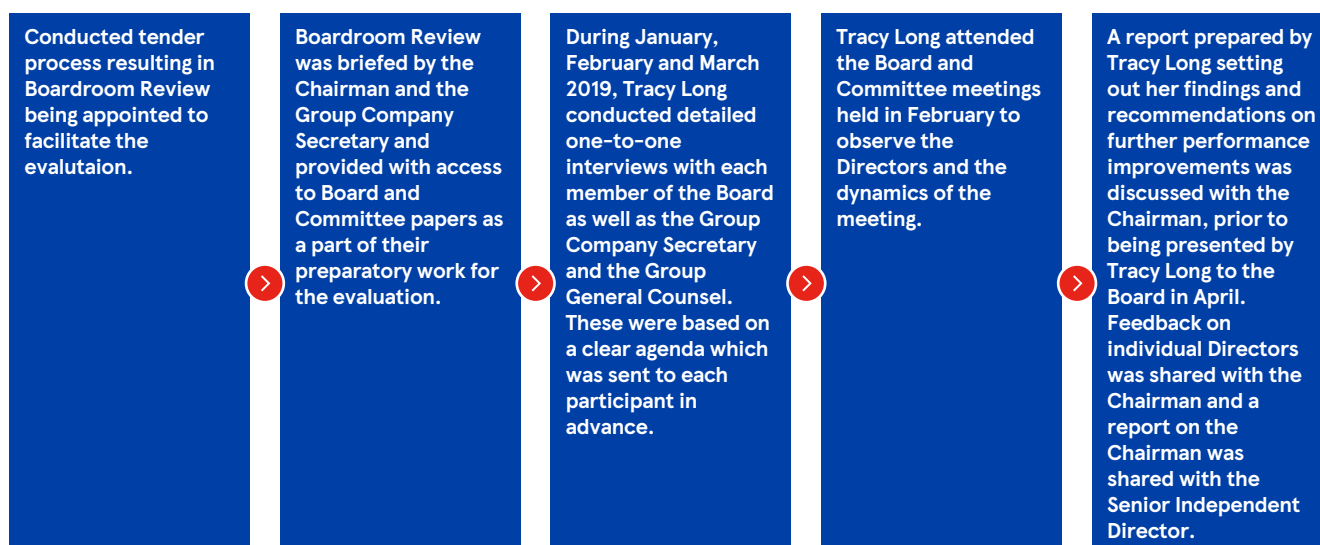 Conducted tender
process resulting in
Boardroom Review
being appointed to
facilitate the
evalutaion.
Boardroom Review
was briefed by the
Chairman and the
Group Company
Secretary and
provided with access
to Board and
Committee papers as
a part of their
preparatory work for
the evaluation.
During January,
February and March
2019, Tracy Long
conducted detailed
one-to-one
interviews with each
member of the Board
as well as the Group
Company Secretary
and the Group
General Counsel.
These were based on
a clear agenda which
was sent to each
participant in
advance.
Tracy Long attended
the Board and
Committee meetings
held in February to
observe the
Directors and the
dynamics of the
meeting.
A report prepared by
Tracy Long setting
out her findings and
recommendations on
further performance
improvements was
discussed with the
Chairman, prior to
being presented by
Tracy Long to the
Board in April.
Feedback on
individual Directors
was shared with the
Chairman and a
report on the
Chairman was
shared with the
Senior Independent
Director.